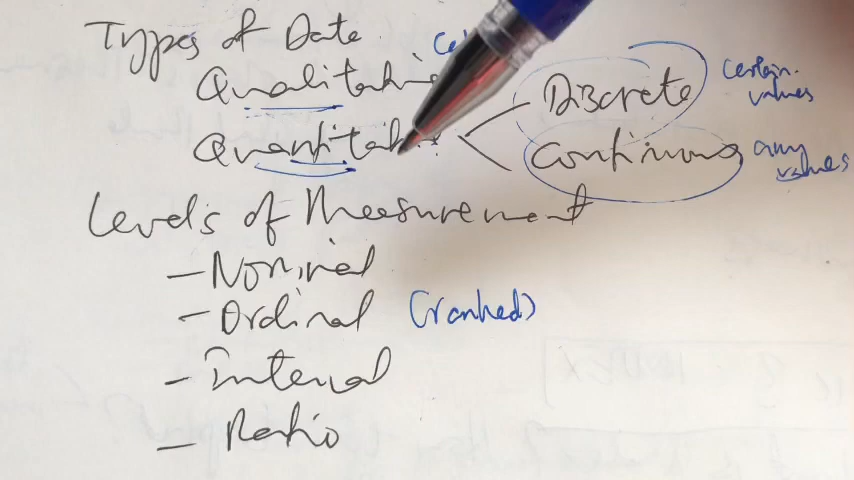 Types of Data
Qualitative
Quantitative
Discrete
certain values
Continuous
any values
Levels of Measurement
- Nominal
- Ordinal (ranked)
- Interval
- Ratio